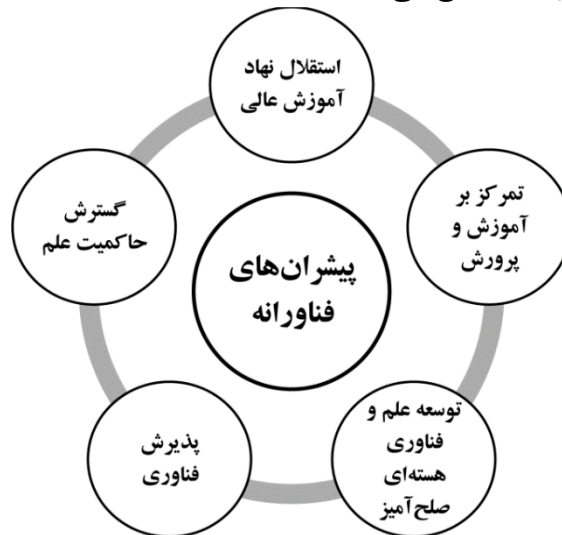 استقلال نهاد
آموزش عالی
تمرکز بر
آموزش و
پرورش
گسترش
حاکمیت علم
پیشران‌های
فناورانه
توسعه علم و
فناوری
هسته‌ای
صلح‌آمیز
پذیرش
فناوری